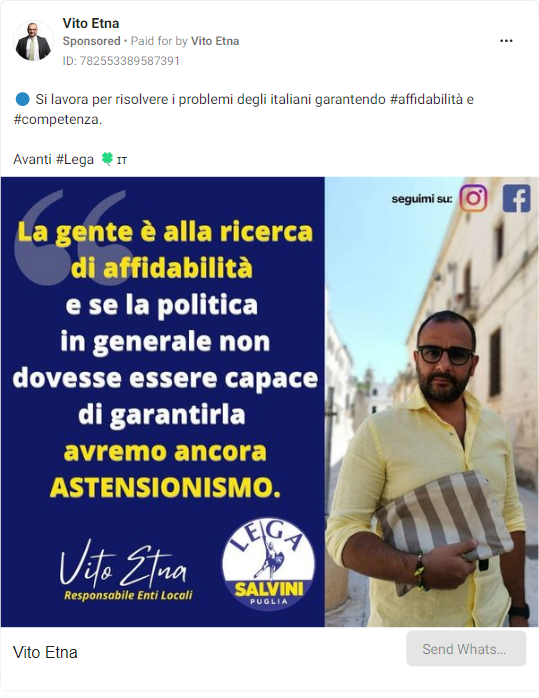 Vito Etna
Sponsored • Paid for by Vito Etna
ID: 782553389587391
🔵 Si lavora per risolvere i problemi degli italiani garantendo #affidabilità e
#competenza.
Avanti #Lega 🍀 IT
seguimi su:
La gente è alla ricerca
di affidabilità
e se la politica
in generale non
dovesse essere capace
di garantirla
avremo ancora
ASTENSIONISMO.
Vito Etna
Responsabile Enti Locali
LEGA
SALVINI
PUGLIA
Vito Etna
Send Whats...